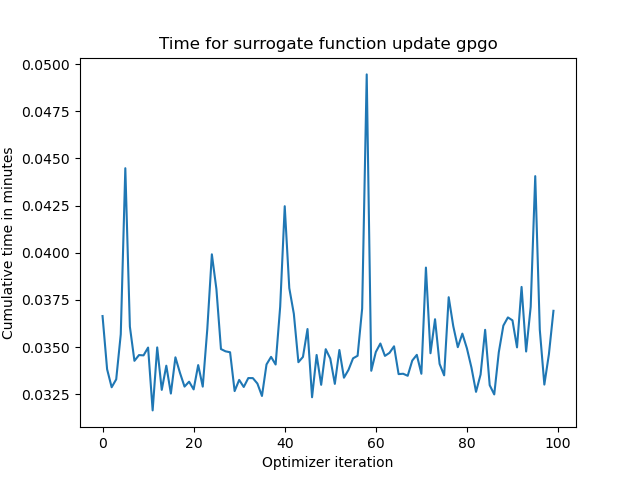 Time for surrogate function update gpgo
Cumulative time in minutes
0.0500
0.0475
0.0450
0.0425
0.0400
0.0375
0.0350
0.0325
0 20 40 60 80 100
Optimizer iteration